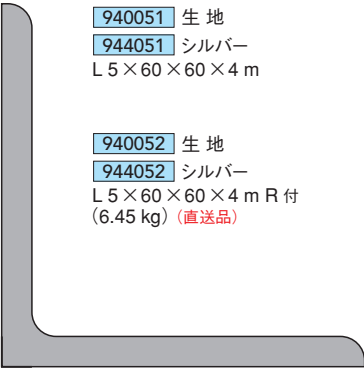 940051 生 地
944051 シルバー
L 5×60×60×4 m
940052 生 地
944052 シルバー
L 5×60×60×4 m R 付
(6.45 kg) (直送品)